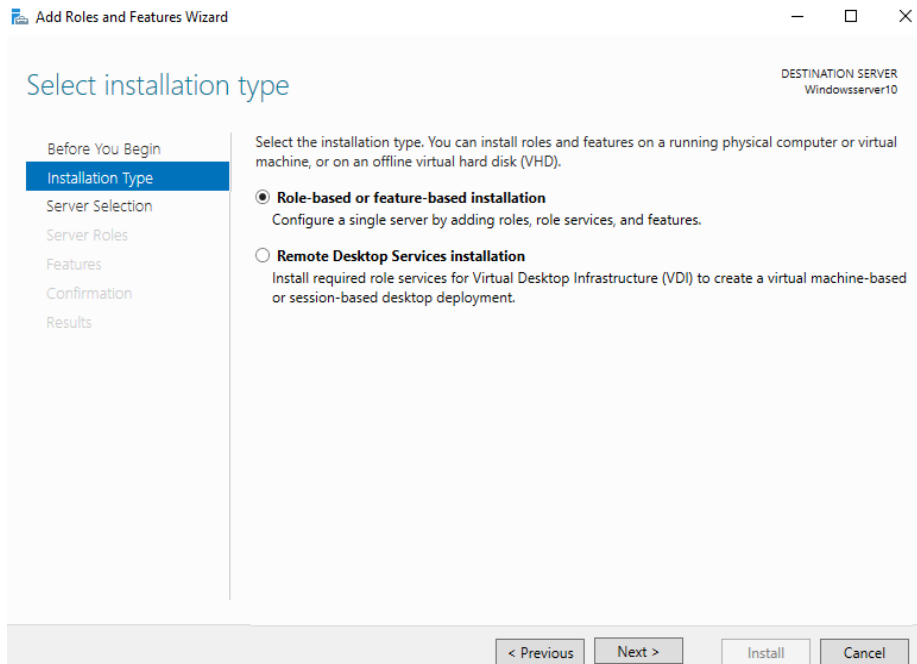 Add Roles and Features Wizard
Select installation type
DESTINATION SERVER
Windowsserver10
Before You Begin
Installation Type
Server Selection
Server Roles
Features
Confirmation
Results
Select the installation type. You can install roles and features on a running physical computer or virtual
machine, or on an offline virtual hard disk (VHD).
Role-based or feature-based installation
Configure a single server by adding roles, role services, and features.
Remote Desktop Services installation
Install required role services for Virtual Desktop Infrastructure (VDI) to create a virtual machine-based
or session-based desktop deployment.
< Previous Next > Install Cancel